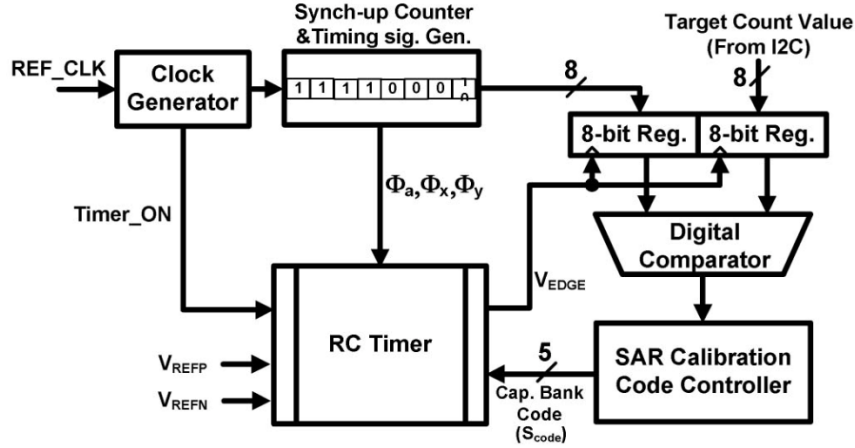 Synch-up Counter
&Timing sig. Gen.
Target Count Value
(From I2C)
REF_CLK
Clock
Generator
1 1 1 1 0 0 0
8
8
8-bit Reg.
8-bit Reg.
Φa,Φx,Φy
Timer_ON
Digital
Comparator
VEDGE
RC Timer
VREFP
VREFN
5
Cap. Bank
Code
(Scode)
SAR Calibration
Code Controller